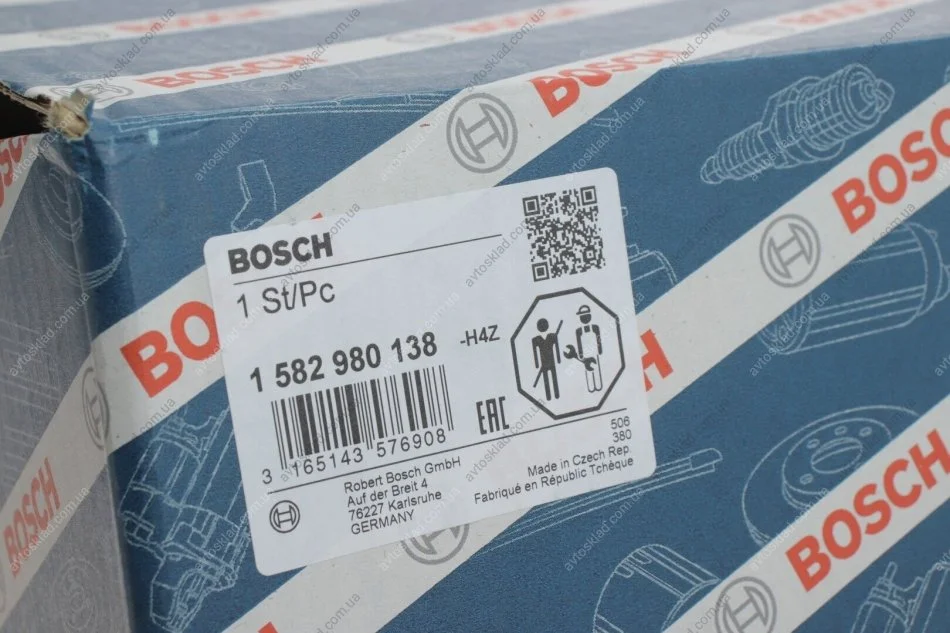 BOSCH
BOSCH
BOSCH
BOSCH
1 St/Pc
1 582 980 138 -H4Z
3 165143 576908
EAC
506
380
Robert Bosch GmbH
Auf der Breit 4
76227 Karlsruhe
GERMANY
Made in Czech Rep.
Fabriqué en Républic Tchèque
BO
H
BOSCH
BOSCH
BOSCH
avtosklad.com.ua